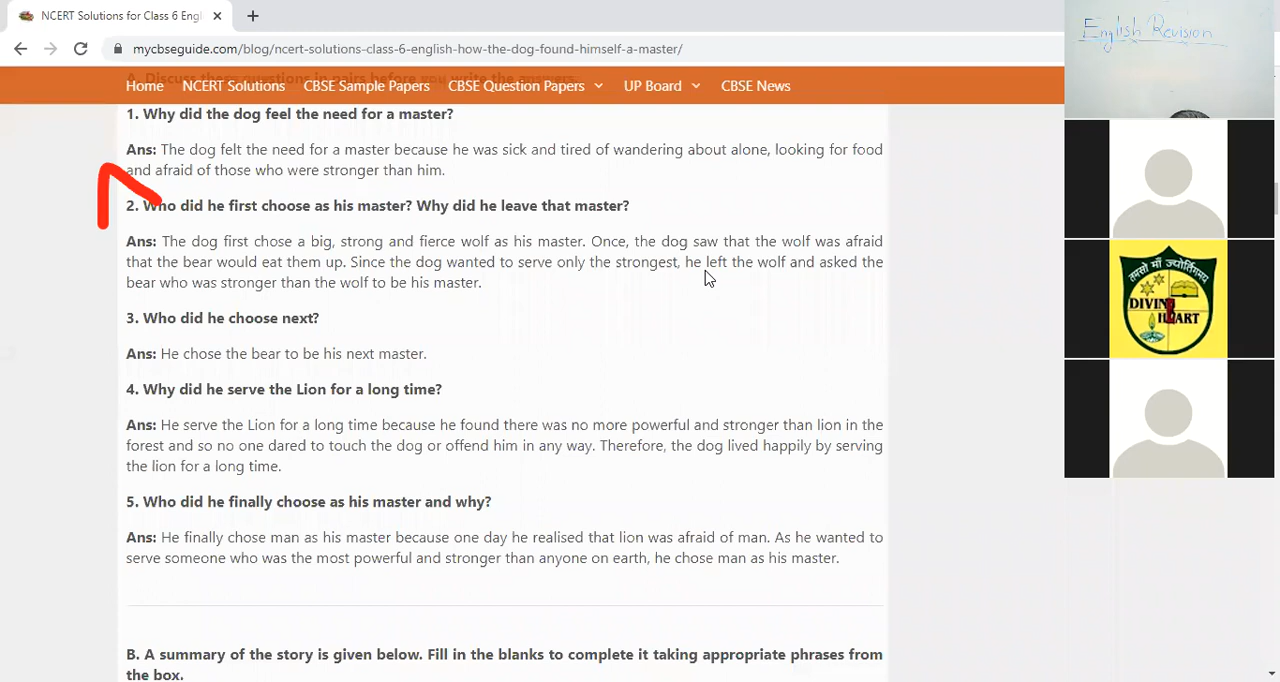 NCERT Solutions for Class 6 Engl
mycbseguide.com/blog/ncert-solutions-class-6-english-how-the-dog-found-himself-a-master/
English Revision
A. Discuss these questions in pairs before you write the answers.
Home NCERT Solutions CBSE Sample Papers CBSE Question Papers UP Board CBSE News
1. Why did the dog feel the need for a master?
Ans: The dog felt the need for a master because he was sick and tired of wandering about alone, looking for food
and afraid of those who were stronger than him.
2. Who did he first choose as his master? Why did he leave that master?
Ans: The dog first chose a big, strong and fierce wolf as his master. Once, the dog saw that the wolf was afraid
that the bear would eat them up. Since the dog wanted to serve only the strongest, he left the wolf and asked the
bear who was stronger than the wolf to be his master.
3. Who did he choose next?
Ans: He chose the bear to be his next master.
4. Why did he serve the Lion for a long time?
Ans: He serve the Lion for a long time because he found there was no more powerful and stronger than lion in the
forest and so no one dared to touch the dog or offend him in any way. Therefore, the dog lived happily by serving
the lion for a long time.
5. Who did he finally choose as his master and why?
Ans: He finally chose man as his master because one day he realised that lion was afraid of man. As he wanted to
serve someone who was the most powerful and stronger than anyone on earth, he chose man as his master.
B. A summary of the story is given below. Fill in the blanks to complete it taking appropriate phrases from
the box.
तमसो माँ ज्योतिर्गमय